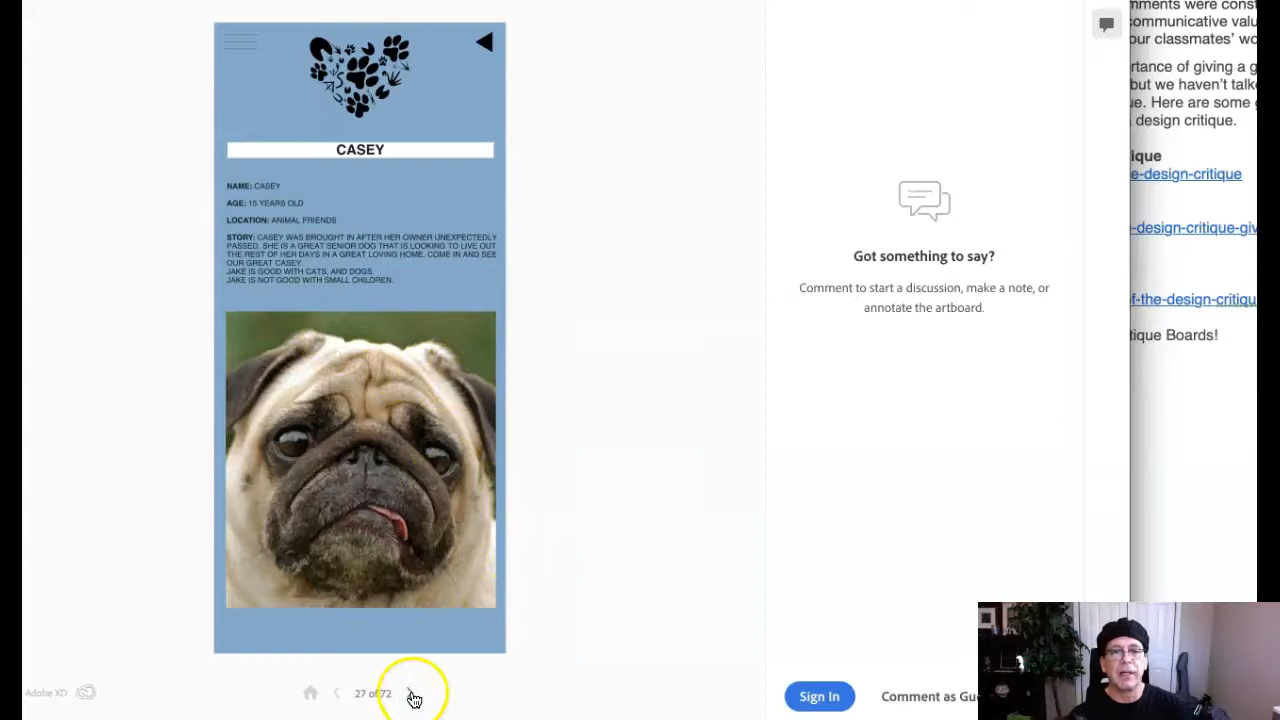 CASEY
NAME: CASEY
AGE: 15 YEARS OLD
LOCATION: ANIMAL FRIENDS
STORY: CASEY WAS BROUGHT IN AFTER HER OWNER UNEXPECTEDLY
PASSED. SHE IS A GREAT SENIOR DOG THAT IS LOOKING TO LIVE OUT
THE REST OF HER DAYS IN A GREAT LOVING HOME. COME IN AND SEE
OUR GREAT CASEY.
JAKE IS GOOD WITH CATS, AND DOGS.
JAKE IS NOT GOOD WITH SMALL CHILDREN.
Adobe XD
27 of 72
Got something to say?
Comment to start a discussion, make a note, or
annotate the artboard.
Sign In
Comment as Gue
mments were const
communicative valu
our classmates' wo
rtance of giving a g
but we haven't talk
ue. Here are some
design critique.
ique
e-design-critique
-design-critique-giv
of-the-design-critiqu
tique Boards!